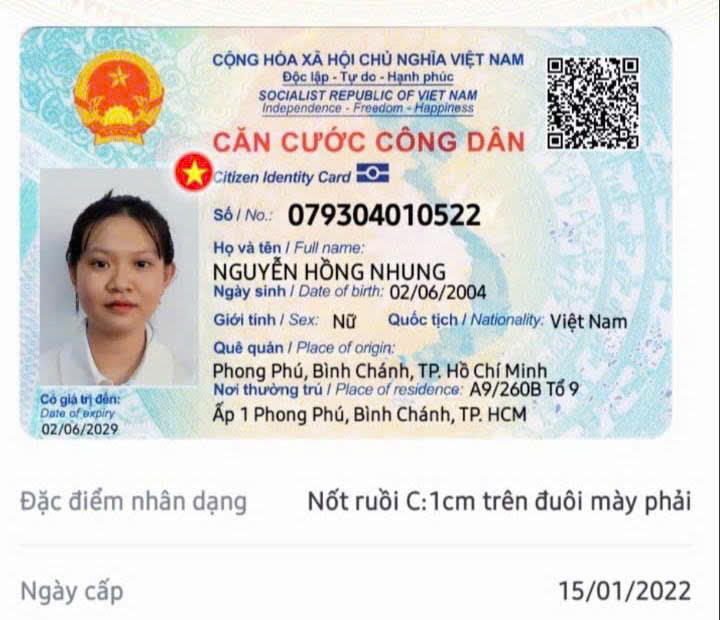 CỘNG HÒA XÃ HỘI CHỦ NGHĨA VIỆT NAM
Độc lập - Tự do - Hạnh phúc
SOCIALIST REPUBLIC OF VIET NAM
Independence - Freedom - Happiness
CĂN CƯỚC CÔNG DÂN
Citizen Identity Card
Số / No.: 079304010522
Họ và tên / Full name:
NGUYỄN HỒNG NHUNG
Ngày sinh / Date of birth: 02/06/2004
Giới tính / Sex: Nữ Quốc tịch / Nationality: Việt Nam
Quê quán / Place of origin:
Phong Phú, Bình Chánh, TP. Hồ Chí Minh
Nơi thường trú / Place of residence: A9/260B Tổ 9
Ấp 1 Phong Phú, Bình Chánh, TP. HCM
Có giá trị đến:
Date of expiry
02/06/2029
Đặc điểm nhân dạng Nốt ruồi C:1cm trên đuôi mày phải
Ngày cấp 15/01/2022